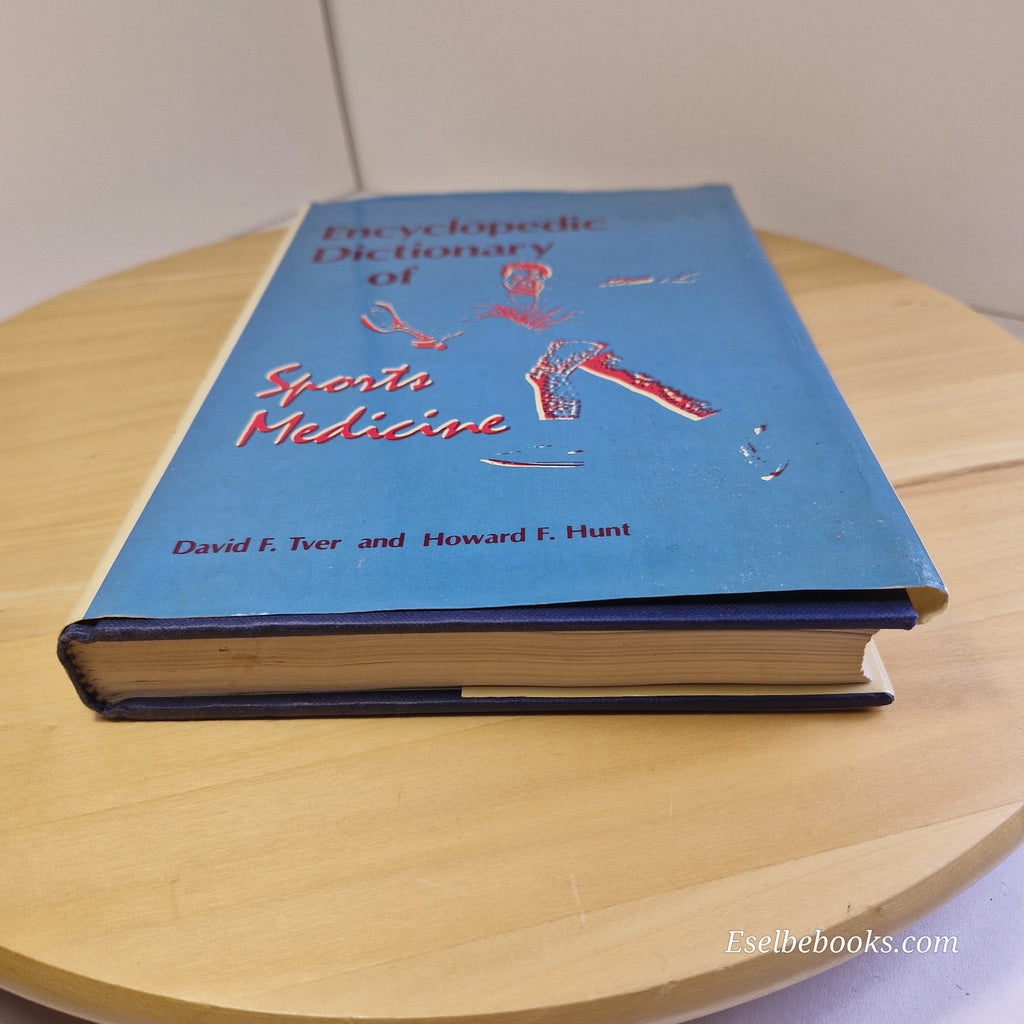 Encyclopedic
Dictionary
of
Sports
Medicine
David F. Tver and Howard F. Hunt
Eselbebooks.com